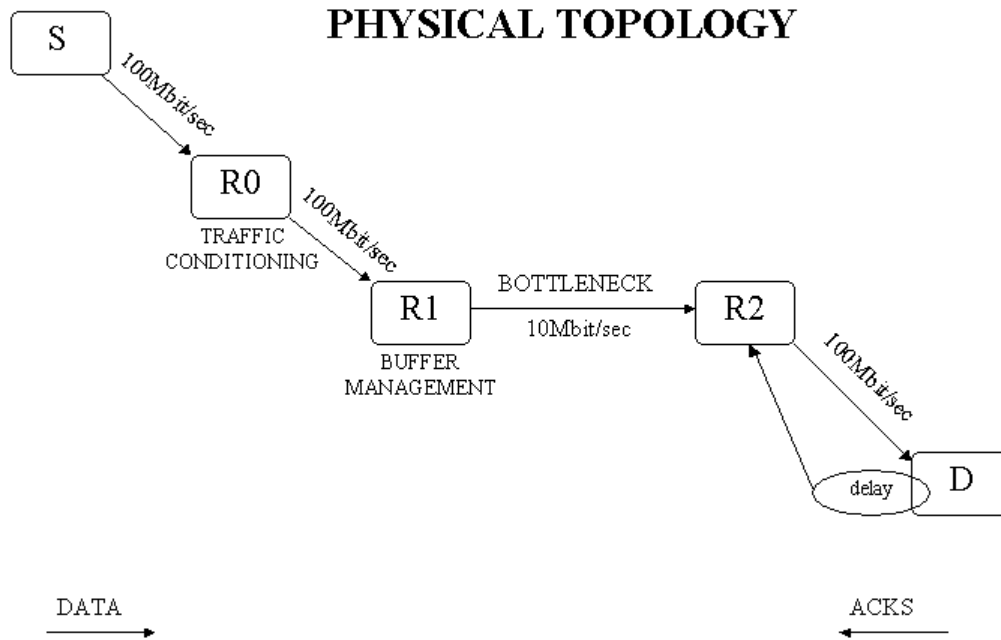 PHYSICAL TOPOLOGY
S
100Mbit/sec
R0
TRAFFIC
CONDITIONING
100Mbit/sec
R1
BUFFER
MANAGEMENT
BOTTLENECK
10Mbit/sec
R2
100Mbit/sec
delay
D
DATA
ACKS